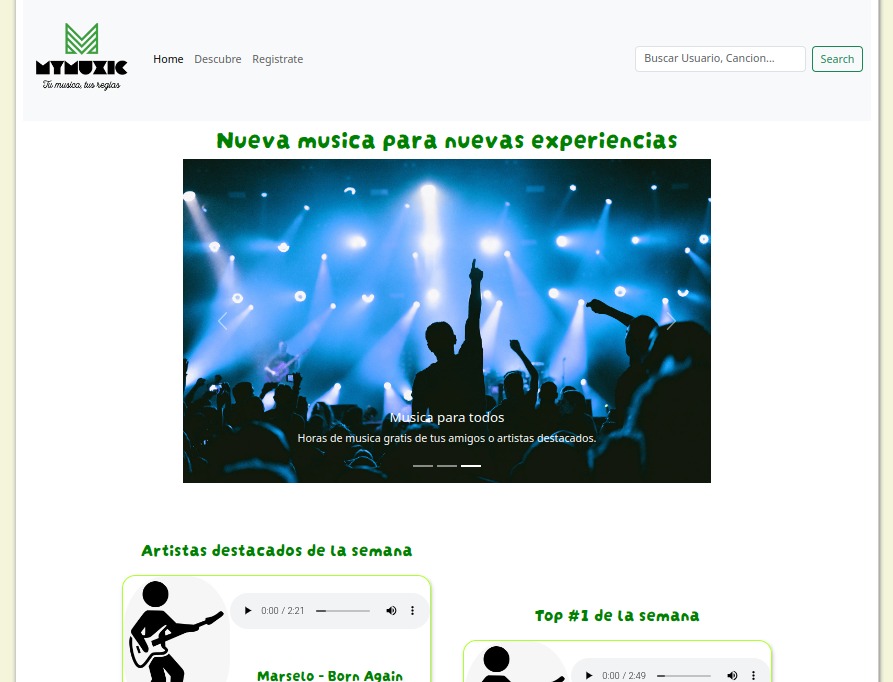 MYMUZIC
Tú musica, tus reglas
Home Descubre Registrate
Buscar Usuario, Cancion...
Search
Nueva musica para nuevas experiencias
Musica para todos
Horas de musica gratis de tus amigos o artistas destacados.
Artistas destacados de la semana
0:00 / 2:21
Marselo - Born Again
Top #1 de la semana
0:00 / 2:49